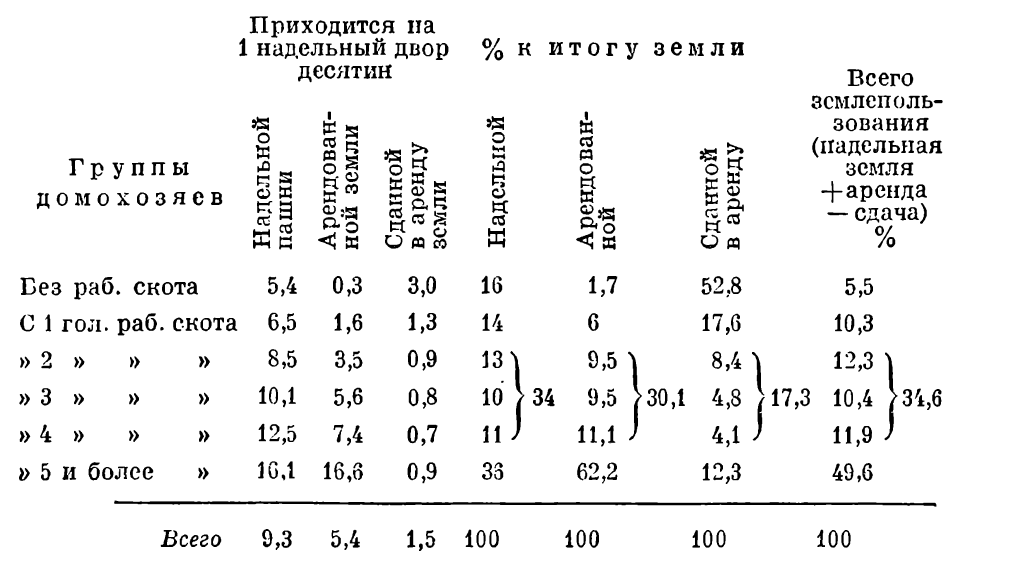 Приходится на
1 надельный двор
десятин
% к итогу земли
Группы
домохозяев
Надельной
пашни
Арендован-
ной земли
Сданной
в аренду
земли
Надельной
Арендован-
ной
Сданной
в аренду
Всего
землеполь-
зования
(надельная
земля
+аренда
— сдача)
%
Без раб. скота 5,4 0,3 3,0 16 1,7 52,8 5,5
С 1 гол. раб. скота 6,5 1,6 1,3 14 6 17,6 10,3
» 2 » » » 8,5 3,5 0,9 13 9,5 8,4 12,3
» 3 » » » 10,1 5,6 0,8 10 34 9,5 30,1 4,8 17,3 10,4 34,6
» 4 » » » 12,5 7,4 0,7 11 11,1 4,1 11,9
» 5 и более » 16,1 16,6 0,9 36 62,2 12,3 49,6
Всего 9,3 5,4 1,5 100 100 100 100